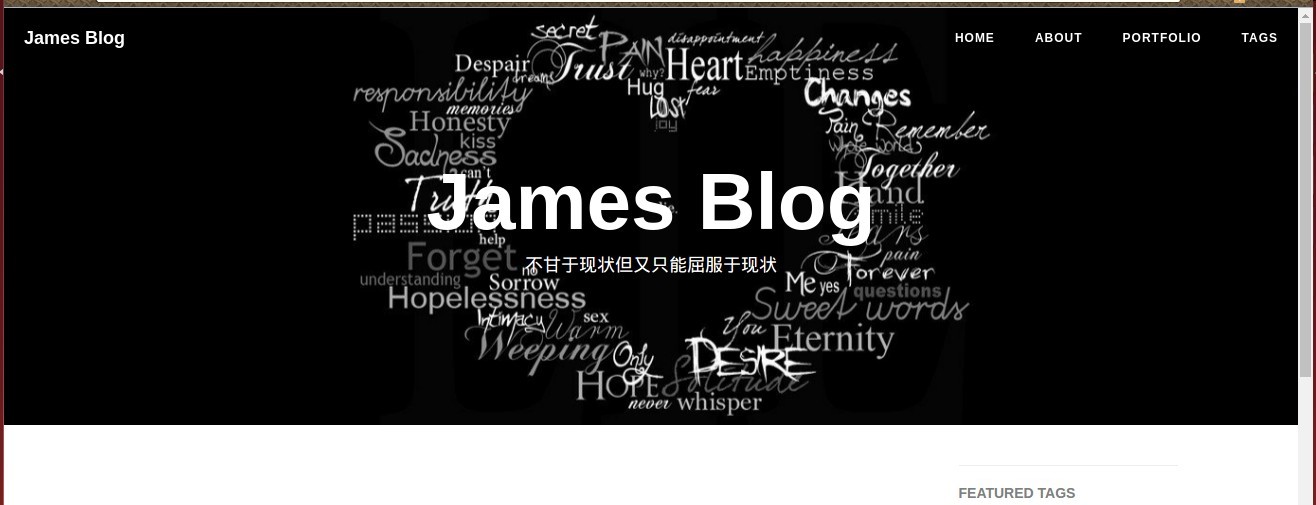 James Blog
HOME ABOUT PORTFOLIO TAGS
secret
PAIN
disappointment
happiness
Despair
dreams
Trust
why?
Heart
Emptiness
responsibility
Hug
fear
Changes
memories
Lost
Honesty
joy
Pain
Remember
kiss
whole world
Sadness
Together
can't
Truth
Hand
James Blog
passion
smile
help
Forget
pain
不甘于现状但又只能屈服于现状
no
Forever
understanding
Sorrow
Me
yes
questions
Hopelessness
Sweet words
Intimacy
sex
Warm
You
Eternity
Weeping
Only
DESIRE
HOPE
Solitude
never
whisper
FEATURED TAGS